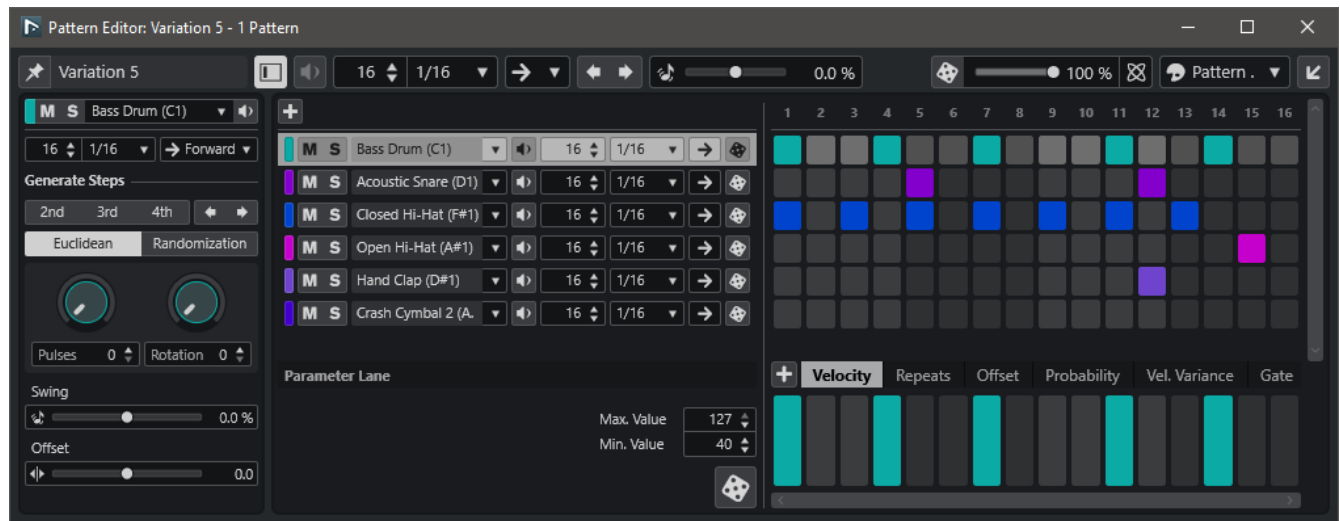 Pattern Editor: Variation 5 - 1 Pattern
Variation 5 16 1/16 0.0 % 100 % Pattern .
M S Bass Drum (C1)
16 1/16 Forward
Generate Steps
2nd 3rd 4th
Euclidean Randomization
Pulses 0 Rotation 0
Swing
0.0 %
Offset
0.0
1 2 3 4 5 6 7 8 9 10 11 12 13 14 15 16
M S Bass Drum (C1) 16 1/16
M S Acoustic Snare (D1) 16 1/16
M S Closed Hi-Hat (F#1) 16 1/16
M S Open Hi-Hat (A#1) 16 1/16
M S Hand Clap (D#1) 16 1/16
M S Crash Cymbal 2 (A. 16 1/16
Parameter Lane
Max. Value 127
Min. Value 40
Velocity Repeats Offset Probability Vel. Variance Gate